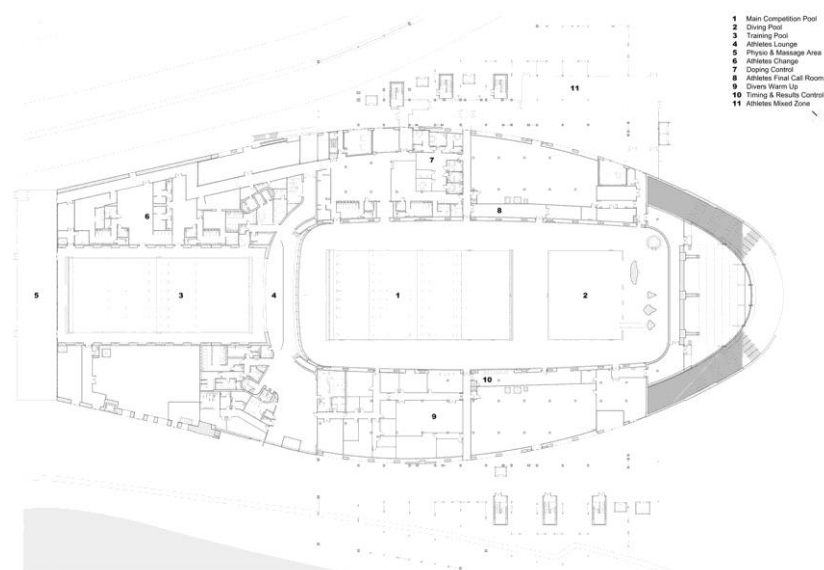 1 Main Competition Pool
2 Diving Pool
3 Training Pool
4 Athletes Lounge
5 Physio & Massage Area
6 Athletes Change
7 Doping Control
8 Athletes Final Call Room
9 Divers Warm Up
10 Timing & Results Control
11 Athletes Mixed Zone
11
7
6
8
5
3
4
1
2
10
9